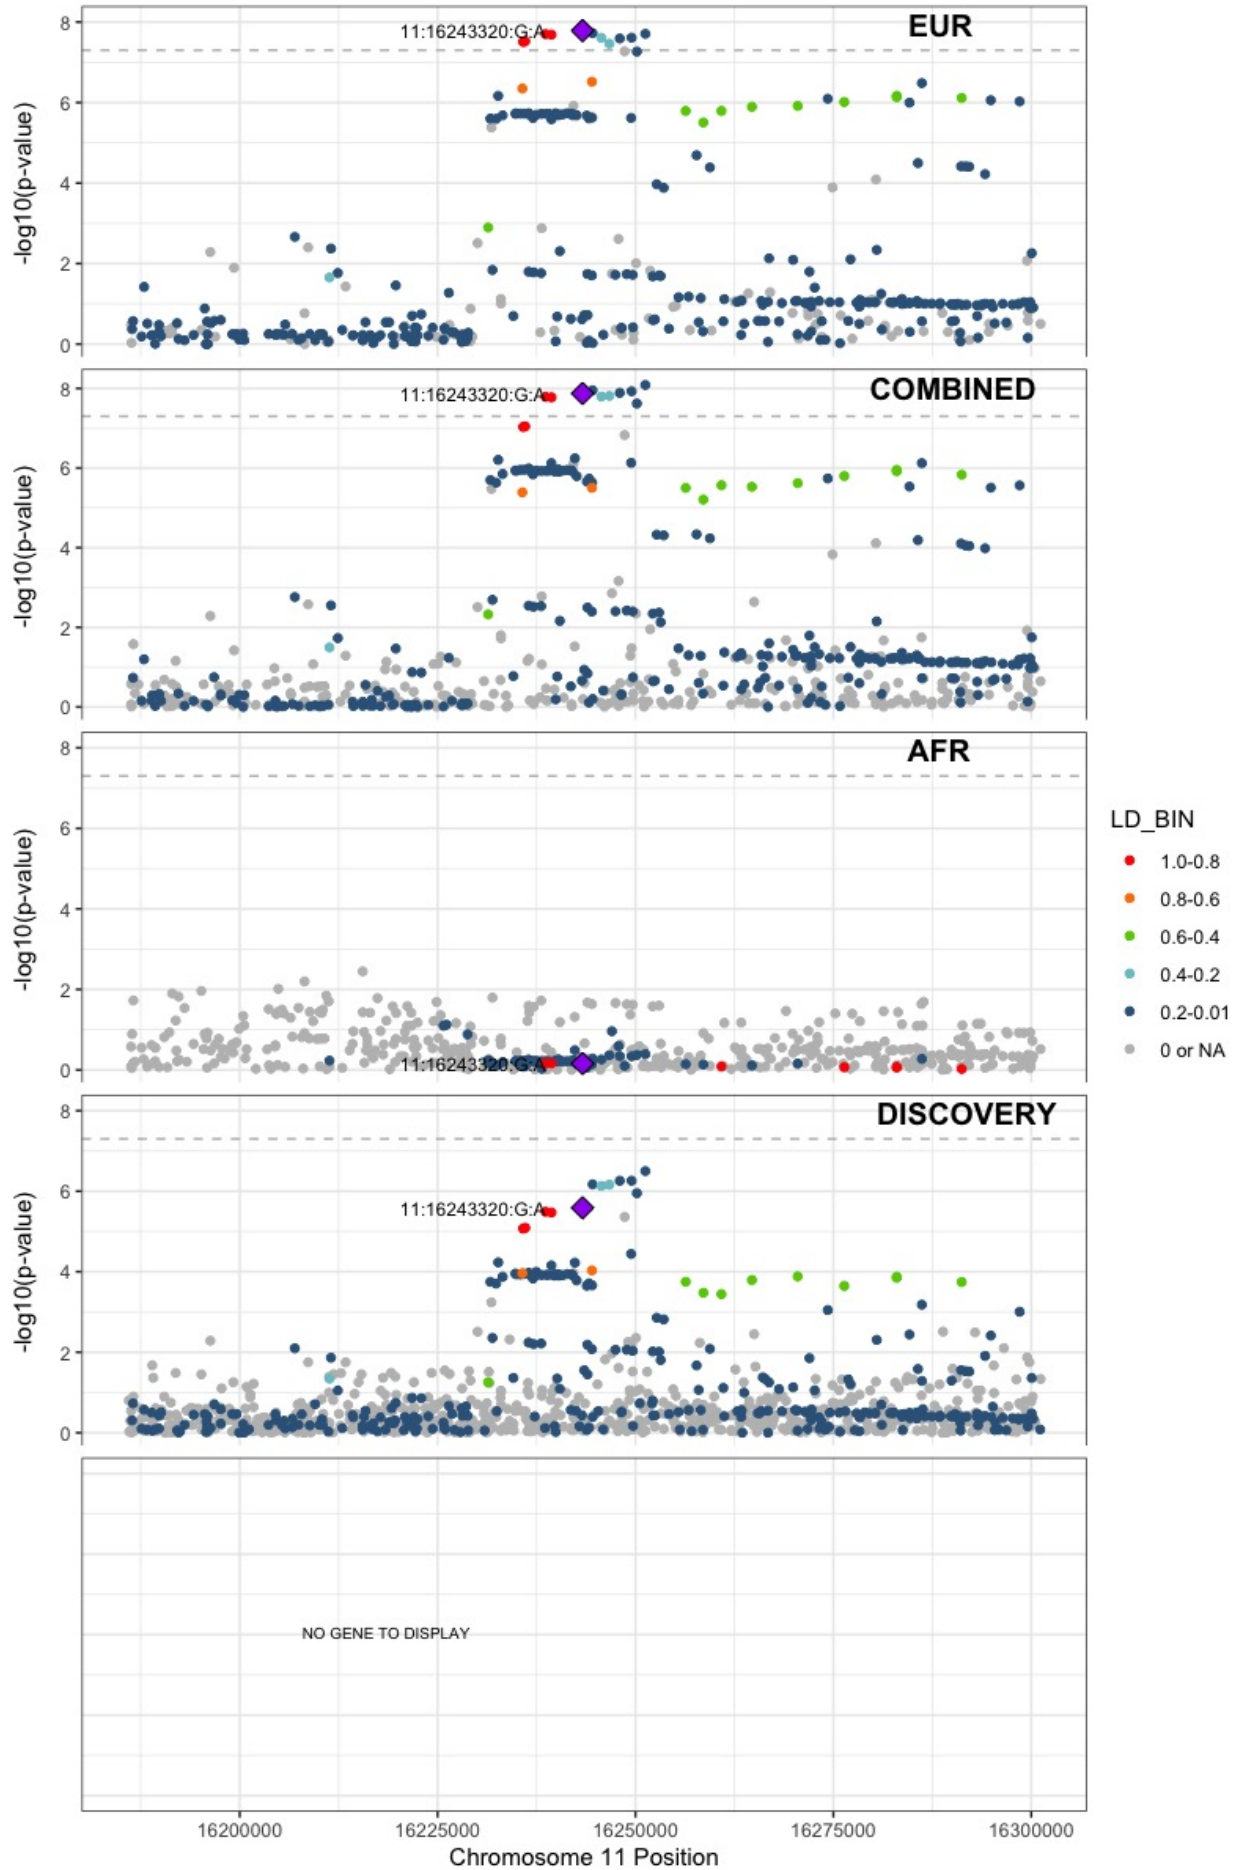 EUR
11:16243320:G:A
8
6
4
2
0
-log10(p-value)
COMBINED
11:16243320:G:A
8
6
4
2
0
-log10(p-value)
AFR
11:16243320:G:A
8
6
4
2
0
-log10(p-value)
DISCOVERY
11:16243320:G:A
8
6
4
2
0
-log10(p-value)
LD_BIN
1.0-0.8
0.8-0.6
0.6-0.4
0.4-0.2
0.2-0.01
0 or NA
NO GENE TO DISPLAY
16200000 16225000 16250000 16275000 16300000
Chromosome 11 Position